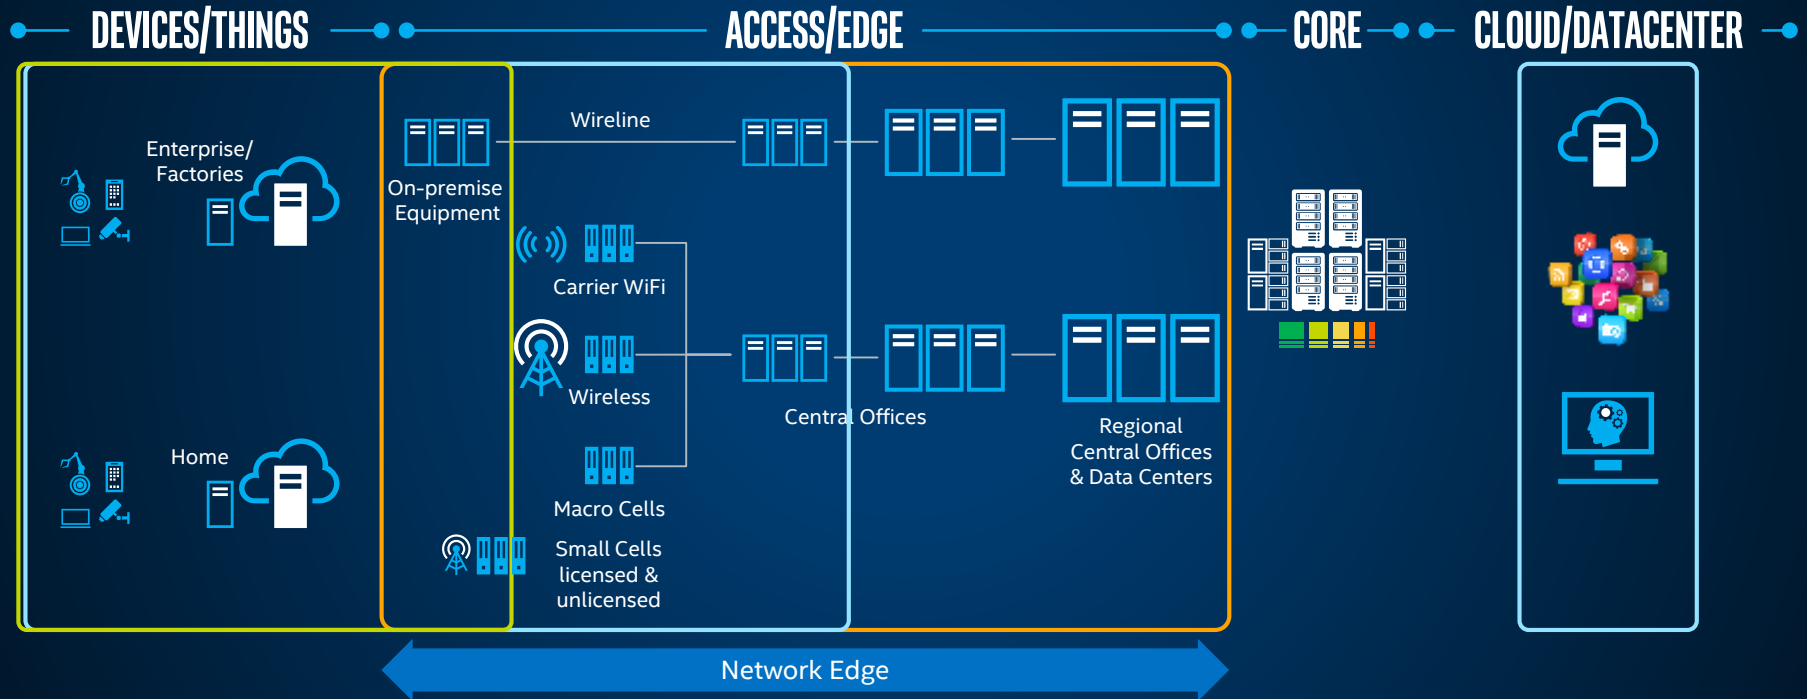 DEVICES/THINGS
ACCESS/EDGE
CORE
CLOUD/DATACENTER
Enterprise/
Factories
On-premise
Equipment
Wireline
Carrier WiFi
Wireless
Central Offices
Regional
Central Offices
& Data Centers
Home
Macro Cells
Small Cells
licensed &
unlicensed
Network Edge